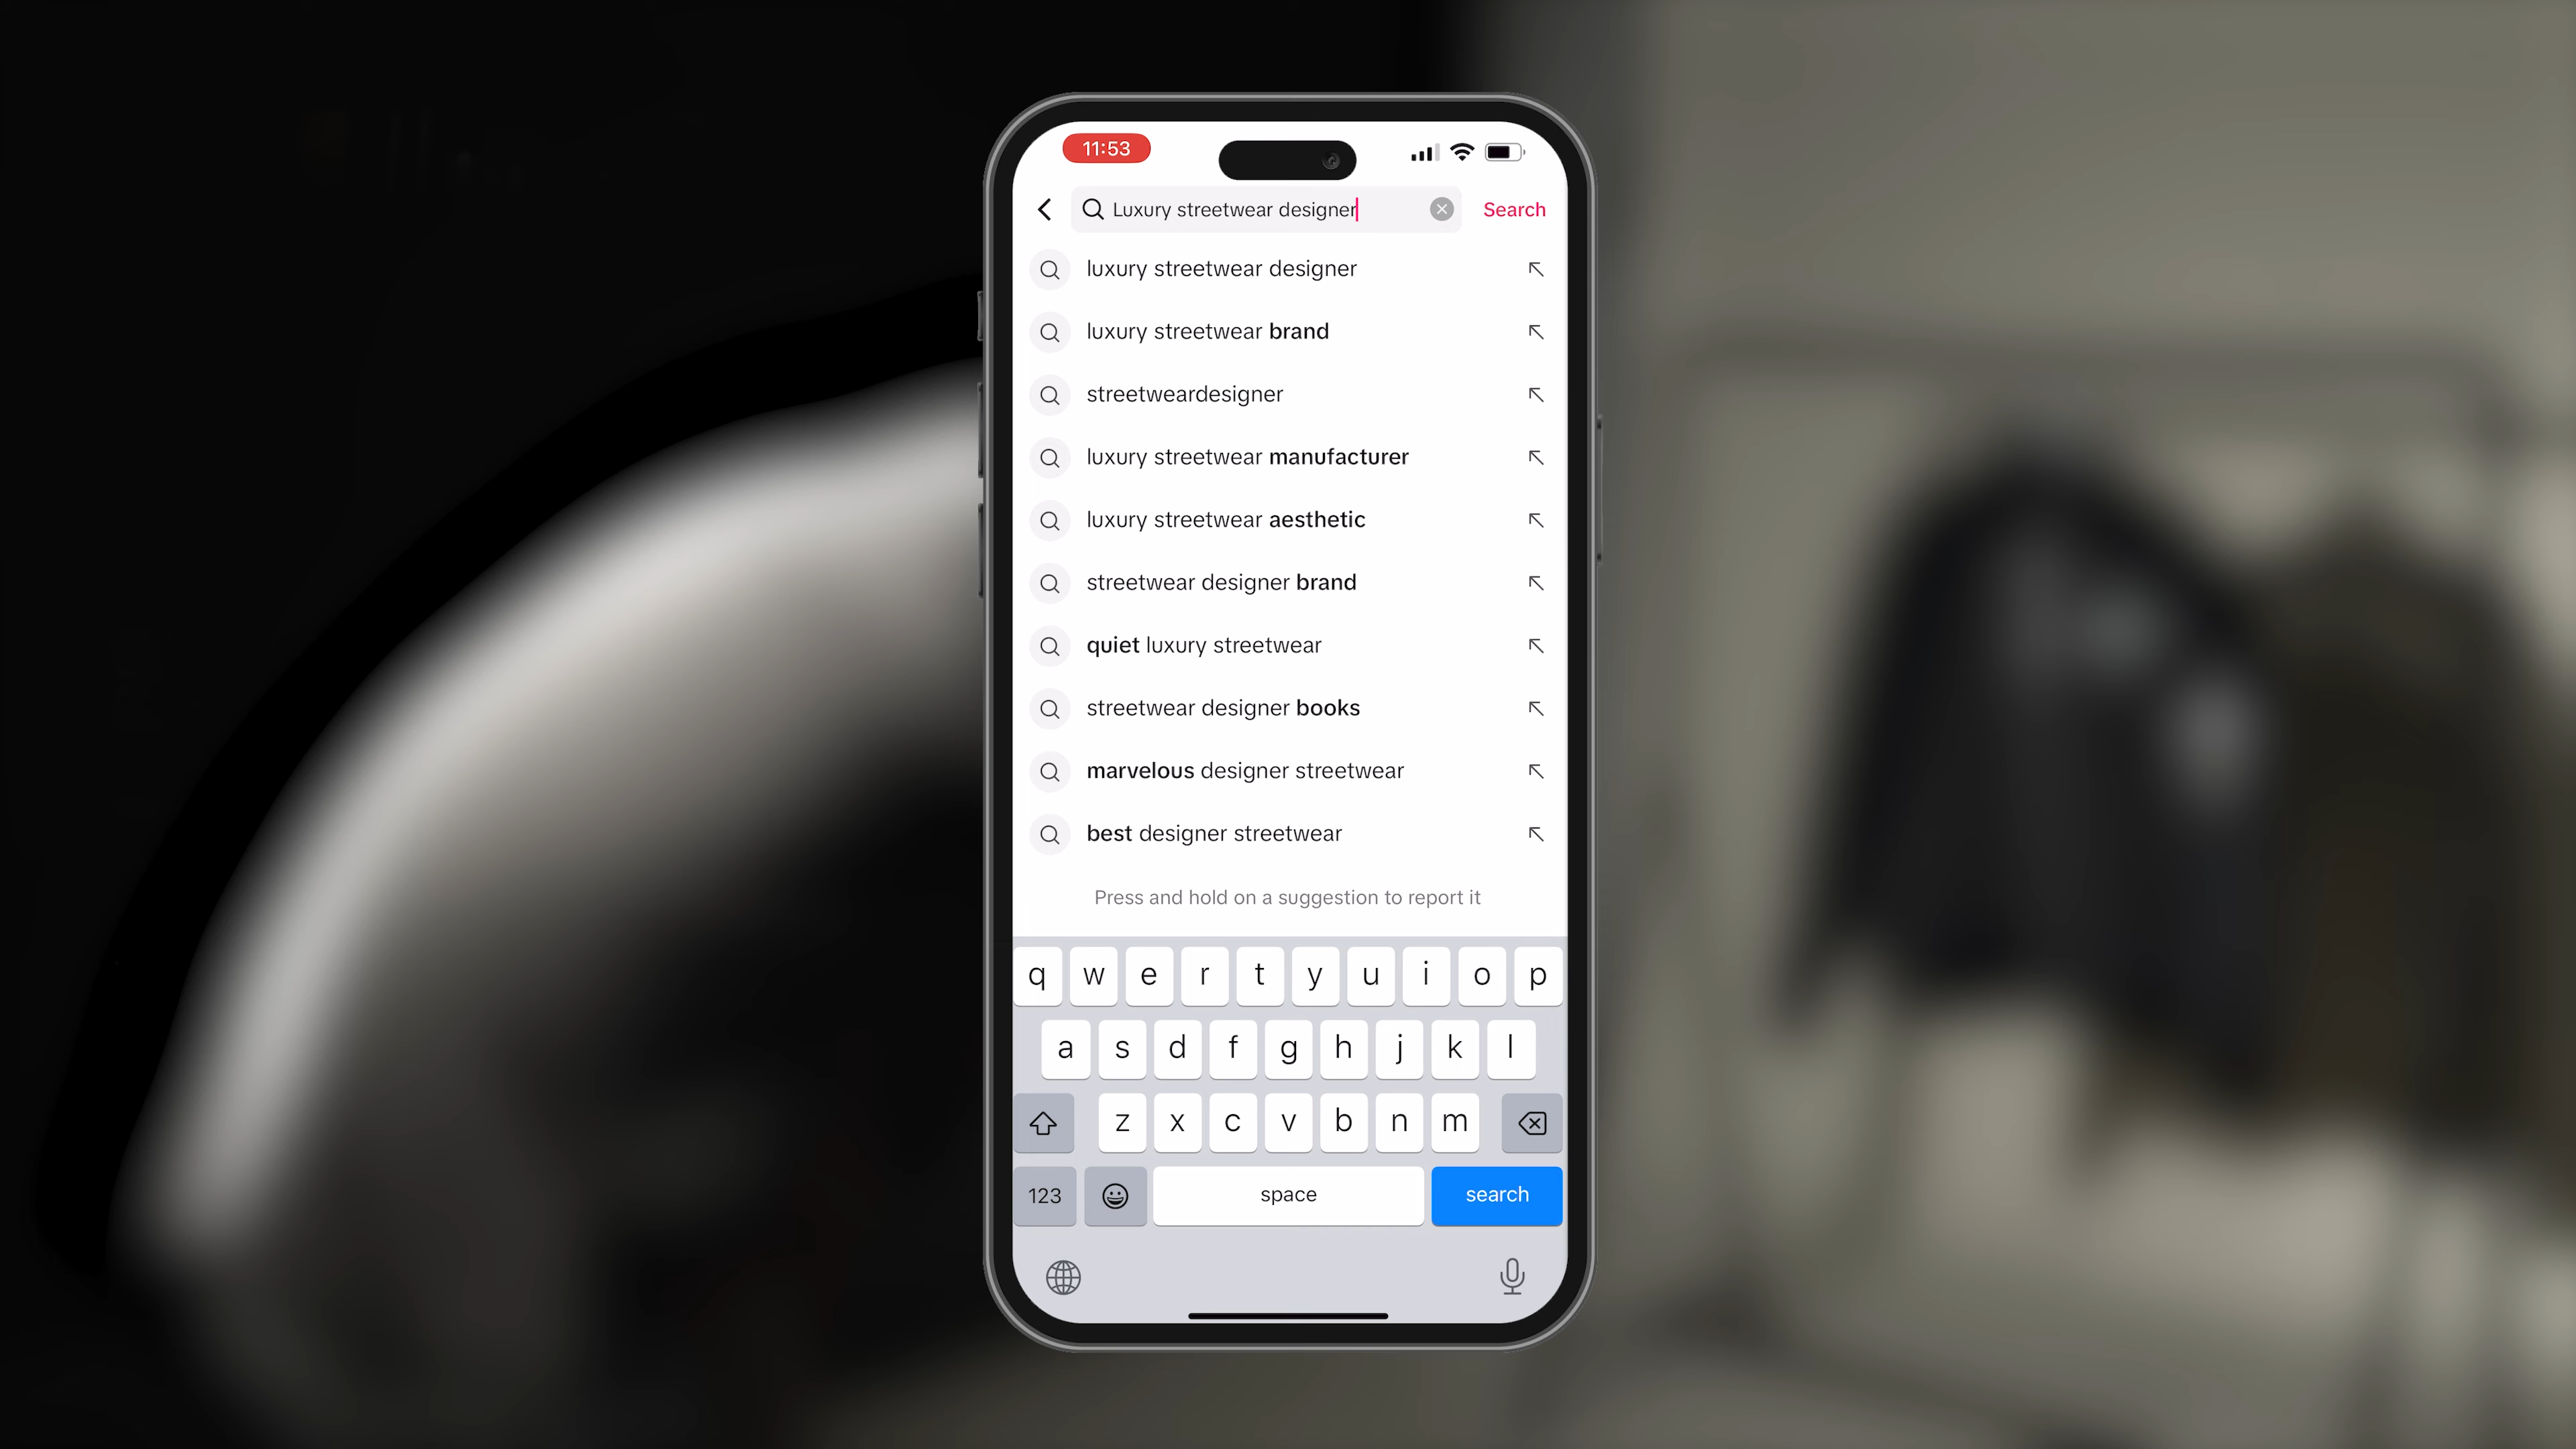 11:53
Luxury streetwear designer
Search
luxury streetwear designer
luxury streetwear brand
streetweardesigner
luxury streetwear manufacturer
luxury streetwear aesthetic
streetwear designer brand
quiet luxury streetwear
streetwear designer books
marvelous designer streetwear
best designer streetwear
Press and hold on a suggestion to report it
q w e r t y u i o p
a s d f g h j k l
z x c v b n m
123 space search